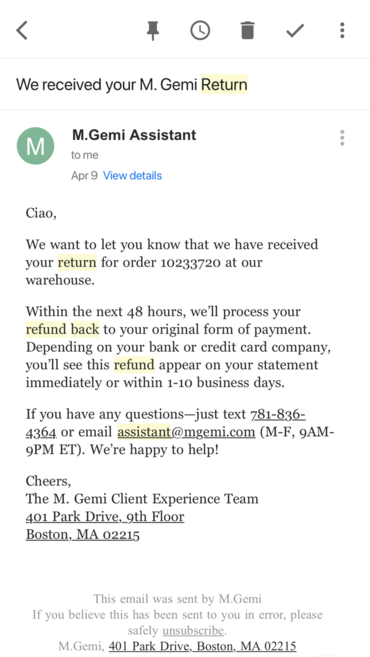 We received your M. Gemi Return
M
M.Gemi Assistant
to me
Apr 9 View details
Ciao,
We want to let you know that we have received
your return for order 10233720 at our
warehouse.
Within the next 48 hours, we'll process your
refund back to your original form of payment.
Depending on your bank or credit card company,
you'll see this refund appear on your statement
immediately or within 1-10 business days.
If you have any questions—just text 781-836-
4364 or email assistant@mgemi.com (M-F, 9AM-
9PM ET). We're happy to help!
Cheers,
The M. Gemi Client Experience Team
401 Park Drive, 9th Floor
Boston, MA 02215
This email was sent by M.Gemi
If you believe this has been sent to you in error, please
safely unsubscribe.
M.Gemi, 401 Park Drive, Boston, MA 02215